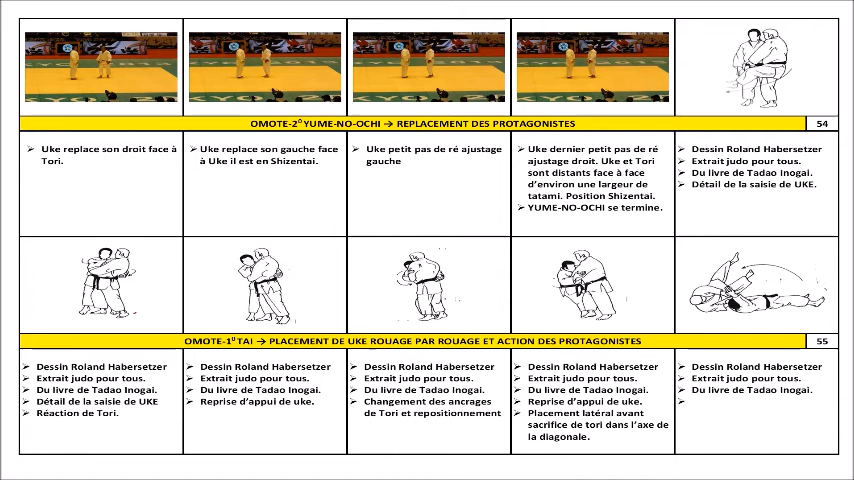 OMOTE-2° YUME-NO-OCHI → REPLACEMENT DES PROTAGONISTES
54
➢ Uke replace son droit face à
Tori.
➢ Uke replace son gauche face
à Uke il est en Shizentai.
➢ Uke petit pas de ré ajustage
gauche
➢ Uke dernier petit pas de ré
ajustage droit. Uke et Tori
sont distants face à face
d’environ une largeur de
tatami. Position Shizentai.
➢ YUME-NO-OCHI se termine.
➢ Dessin Roland Habersetzer
➢ Extrait judo pour tous.
➢ Du livre de Tadao Inogai.
➢ Détail de la saisie de UKE.
OMOTE-1° TAI → PLACEMENT DE UKE ROUAGE PAR ROUAGE ET ACTION DES PROTAGONISTES
55
➢ Dessin Roland Habersetzer
➢ Extrait judo pour tous.
➢ Du livre de Tadao Inogai.
➢ Détail de la saisie de UKE
➢ Réaction de Tori.
➢ Dessin Roland Habersetzer
➢ Extrait judo pour tous.
➢ Du livre de Tadao Inogai.
➢ Reprise d’appui de uke.
➢ Dessin Roland Habersetzer
➢ Extrait judo pour tous.
➢ Du livre de Tadao Inogai.
➢ Changement des ancrages
de Tori et repositionnement
➢ Dessin Roland Habersetzer
➢ Extrait judo pour tous.
➢ Du livre de Tadao Inogai.
➢ Reprise d’appui de uke.
➢ Placement latéral avant
sacrifice de tori dans l’axe de
la diagonale.
➢ Dessin Roland Habersetzer
➢ Extrait judo pour tous.
➢ Du livre de Tadao Inogai.
➢